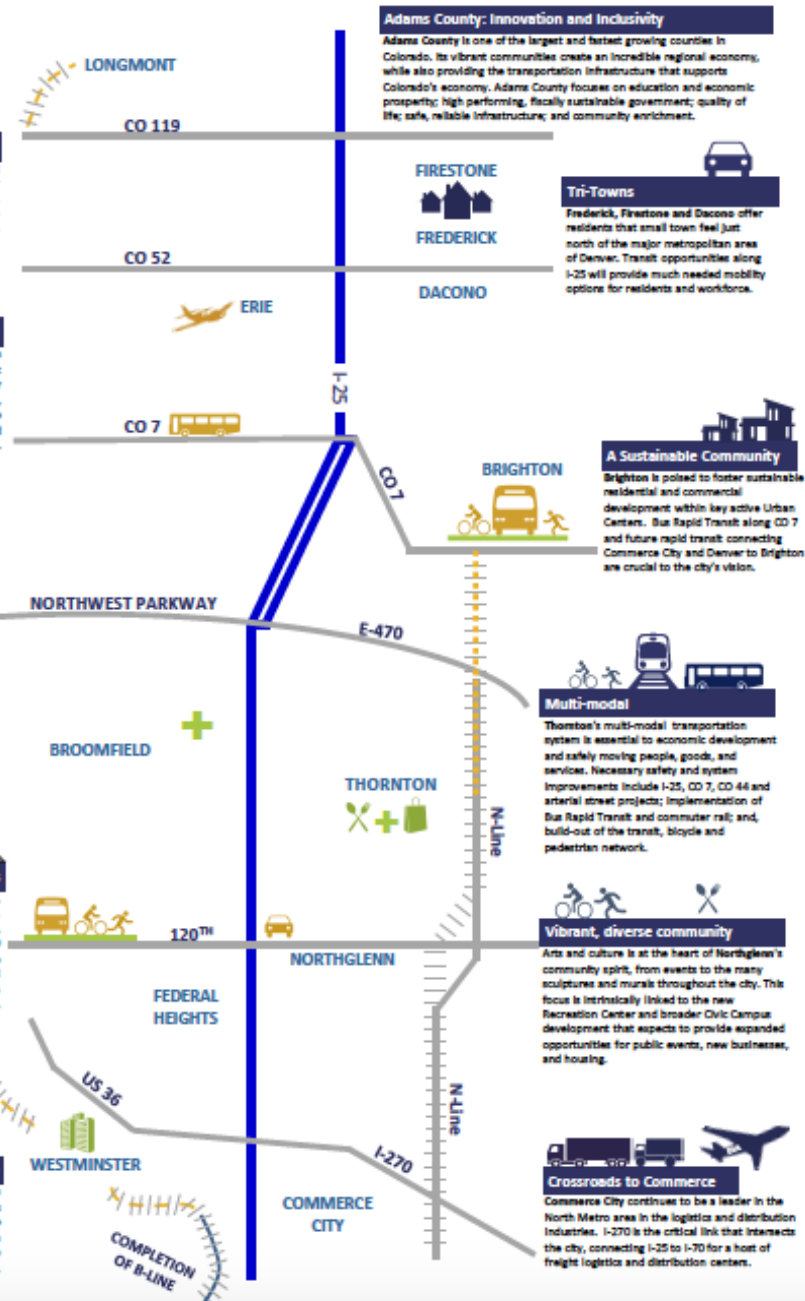 Adams County: Innovation and Inclusivity
Adams County is one of the largest and fastest growing counties in
Colorado. Its vibrant communities create an incredible regional economy,
while also providing the transportation infrastructure that supports
Colorado's economy. Adams County focuses on education and economic
prosperity; high performing, fiscally sustainable government; quality of
life; safe, reliable infrastructure; and community enrichment.
LONGMONT
CO 119
FIRESTONE
FREDERICK
Tri-Towns
Frederick, Firestone and Dacono offer
residents that small town feel just
north of the major metropolitan area
of Denver. Transit opportunities along
I-25 will provide much needed mobility
options for residents and workforce.
CO 52
DACONO
ERIE
I-25
CO 7
CO 7
BRIGHTON
A Sustainable Community
Brighton is poised to foster sustainable
residential and commercial
development within key active Urban
Centers. Bus Rapid Transit along CO 7
and future rapid transit connecting
Commerce City and Denver to Brighton
are crucial to the city's vision.
NORTHWEST PARKWAY
E-470
Multi-modal
Thornton's multi-modal transportation
system is essential to economic development
and safely moving people, goods, and
services. Necessary safety and system
improvements include I-25, CO 7, CO 44 and
arterial street projects; implementation of
Bus Rapid Transit and commuter rail; and,
build-out of the transit, bicycle and
pedestrian network.
BROOMFIELD
THORNTON
N-Line
120TH
NORTHGLENN
Vibrant, diverse community
Arts and culture is at the heart of Northglenn's
community spirit, from events to the many
sculptures and murals throughout the city. This
focus is intrinsically linked to the new
Recreation Center and broader Civic Campus
development that expects to provide expanded
opportunities for public events, new businesses,
and housing.
FEDERAL
HEIGHTS
US 36
N-Line
I-270
WESTMINSTER
COMMERCE
CITY
COMPLETION
OF B-LINE
Crossroads to Commerce
Commerce City continues to be a leader in the
North Metro area in the logistics and distribution
industries. I-270 is the critical link that intersects
the city, connecting I-25 to I-70 for a host of
freight logistics and distribution centers.